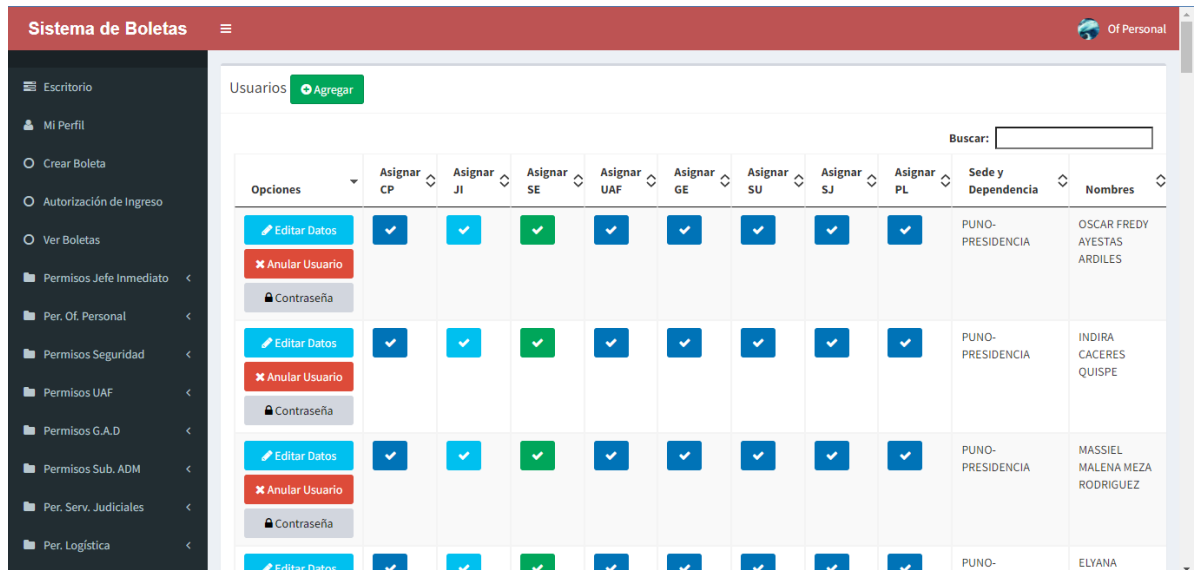 Sistema de Boletas
Of Personal
Escritorio
Mi Perfil
Crear Boleta
Autorización de Ingreso
Ver Boletas
Permisos Jefe Inmediato
Per. Of. Personal
Permisos Seguridad
Permisos UAF
Permisos G.A.D
Permisos Sub. ADM
Per. Serv. Judiciales
Per. Logística
Usuarios
Agregar
Buscar:
Opciones
Asignar CP
Asignar JI
Asignar SE
Asignar UAF
Asignar GE
Asignar SU
Asignar SJ
Asignar PL
Sede y Dependencia
Nombres
Editar Datos
Anular Usuario
Contraseña
PUNO-
PRESIDENCIA
OSCAR FREDY
AYESTAS
ARDILES
Editar Datos
Anular Usuario
Contraseña
PUNO-
PRESIDENCIA
INDIRA
CACERES
QUISPE
Editar Datos
Anular Usuario
Contraseña
PUNO-
PRESIDENCIA
MASSIEL
MALENA MEZA
RODRIGUEZ
Editar Datos
PUNO-
ELYANA